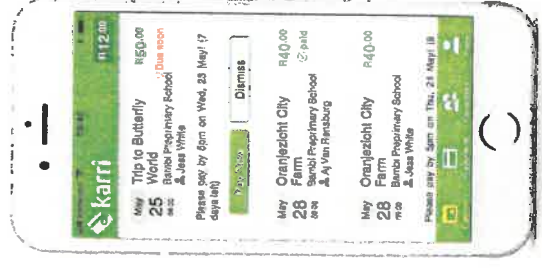 karri
R12.00
May
25
Trip to Butterfly
World
R50.00
Due soon
Bambi Preprimary School
Jess White
Please pay by 5pm on Wed, 23 May! (7
days left)
Dismiss
May
28
Oranjezicht City
Farm
R40.00
paid
Bambi Preprimary School
Aj Van Rensburg
May
28
Oranjezicht City
Farm
R40.00
Bambi Preprimary School
Jess White
Please pay by 5pm on Thu, 24 May! (8